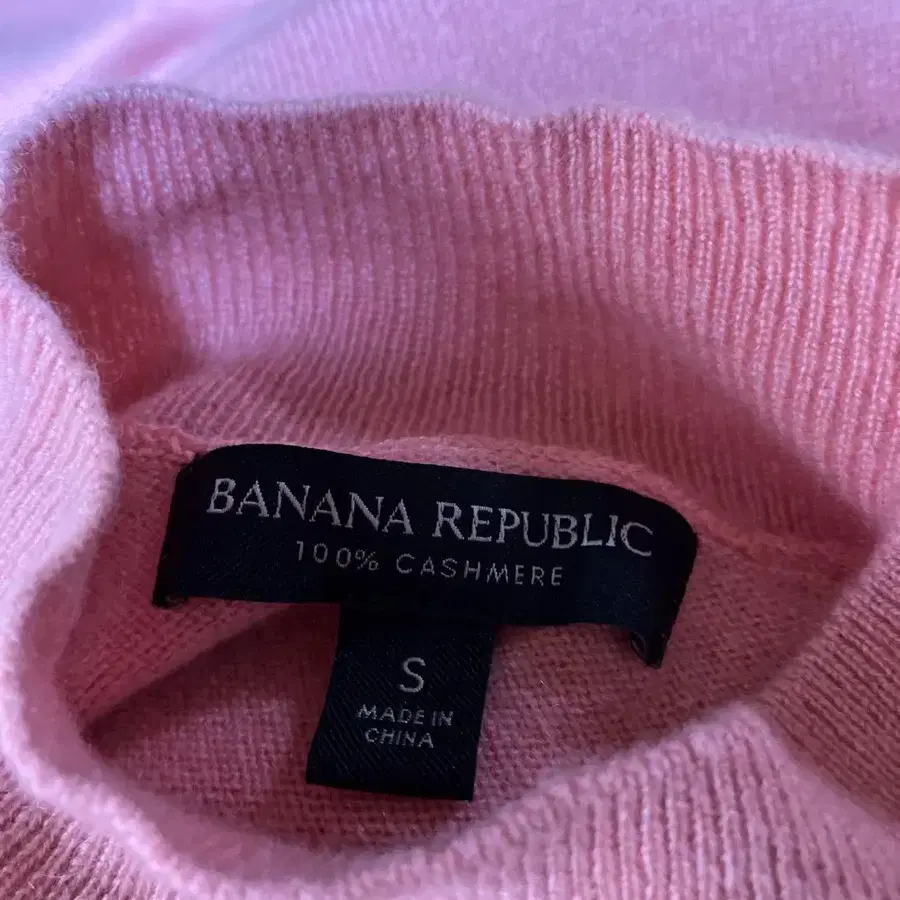 BANANA REPUBLIC
100% CASHMERE
S
MADE IN
CHINA